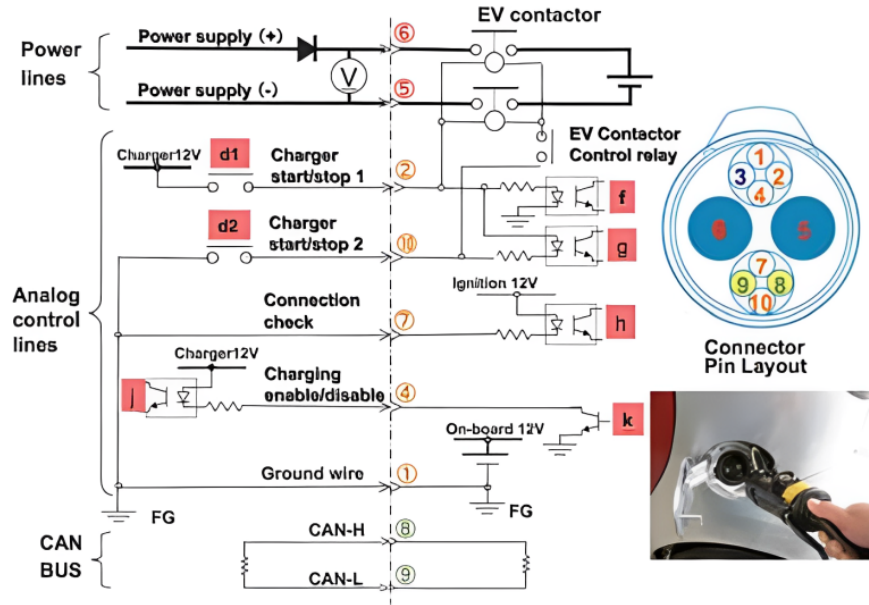 Power
lines
Power supply (+)
Power supply (-)
V
⑥
⑤
EV contactor
EV Contactor
Control relay
Analog
control
lines
Charger12V
d1
Charger
start/stop 1
②
f
d2
Charger
start/stop 2
⑩
g
Ignition 12V
Connection
check
⑦
h
Charger12V
j
Charging
enable/disable
④
k
On-board 12V
Ground wire
①
FG
FG
CAN
BUS
CAN-H
⑧
CAN-L
⑨
1
3
2
4
6
5
7
9
8
10
Connector
Pin Layout